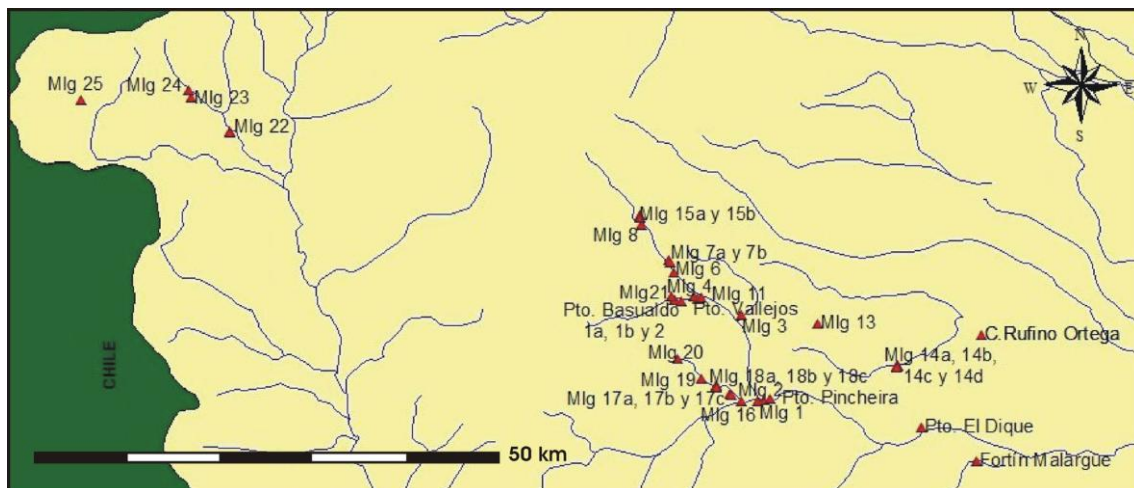 N
W
E
S
Mlg 25
Mlg 24
Mlg 23
Mlg 22
Mlg 15a y 15b
Mlg 8
Mlg 7a y 7b
Mlg 6
Mlg 4
Mlg21
Mlg 11
Pto. Basualdo
1a, 1b y 2
Pto. Vallejos
Mlg 3
Mlg 13
C.Rufino Ortega
Mlg 14a, 14b,
14c y 14d
Mlg 20
Mlg 19
Mlg 18a, 18b y 18c
Mlg 17a, 17b y 17c
Mlg 2
Pto. Pincheira
Mlg 16
Mlg 1
Pto. El Dique
Fortín Malargüe
CHILE
50 km